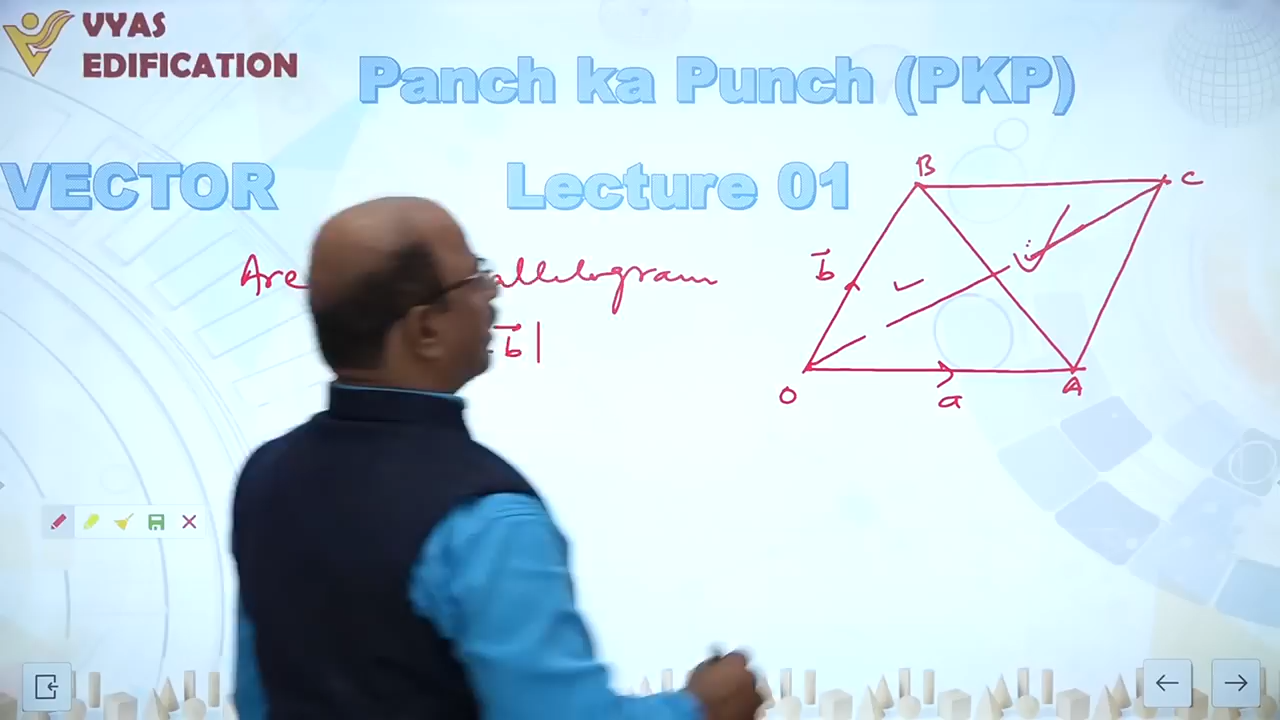 VYAS
EDIFICATION
Panch ka Punch (PKP)
VECTOR Lecture 01
B
C
b
O
a
A
b|